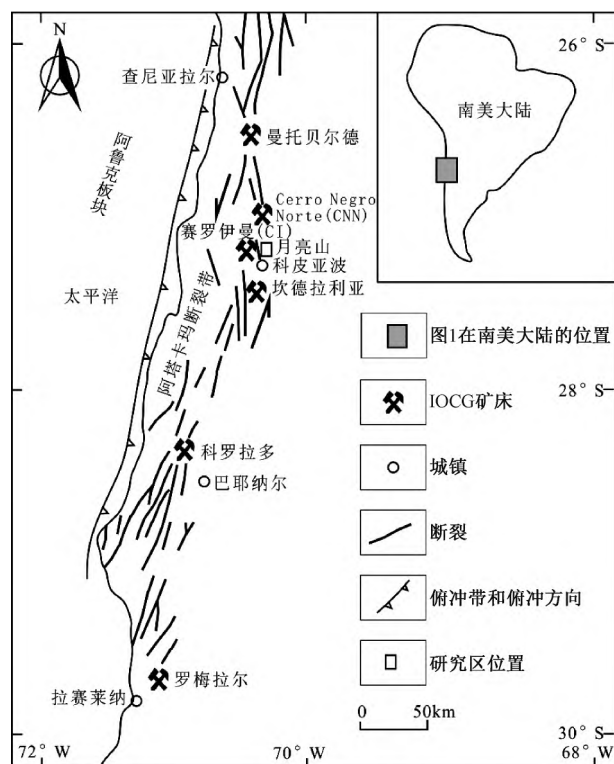 N
26° S
查尼亚拉尔
南美大陆
曼托贝尔德
阿鲁克板块
Cerro Negro
Norte(CNN)
赛罗伊曼(CI)
月亮山
科皮亚波
太平洋
坎德拉利亚
阿塔卡玛断裂带
图1在南美大陆的位置
28° S
IOCG矿床
科罗拉多
城镇
巴耶纳尔
断裂
俯冲带和俯冲方向
研究区位置
罗梅拉尔
拉赛莱纳
0 50km
30° S
72° W
70° W
68° W